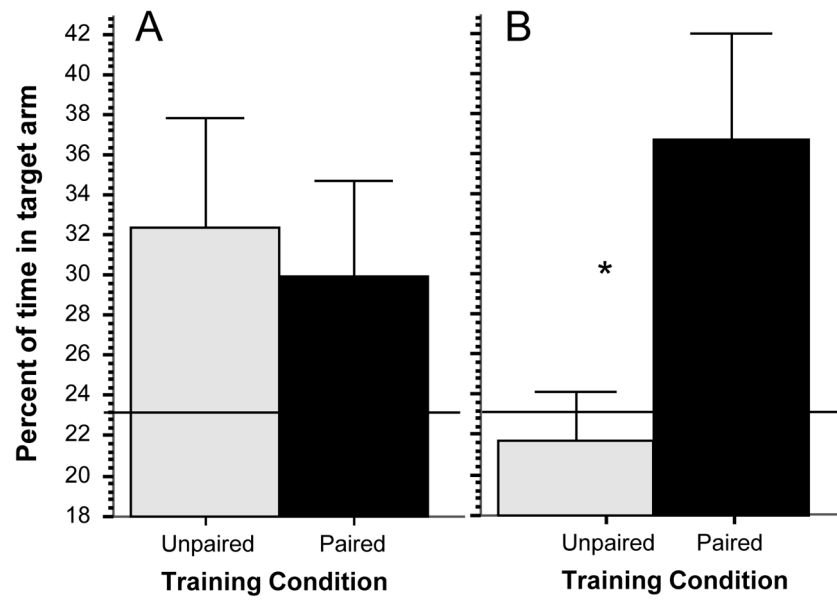 A
B
Percent of time in target arm
42
40
38
36
34
32
30
28
26
24
22
20
18
*
Unpaired
Paired
Unpaired
Paired
Training Condition
Training Condition